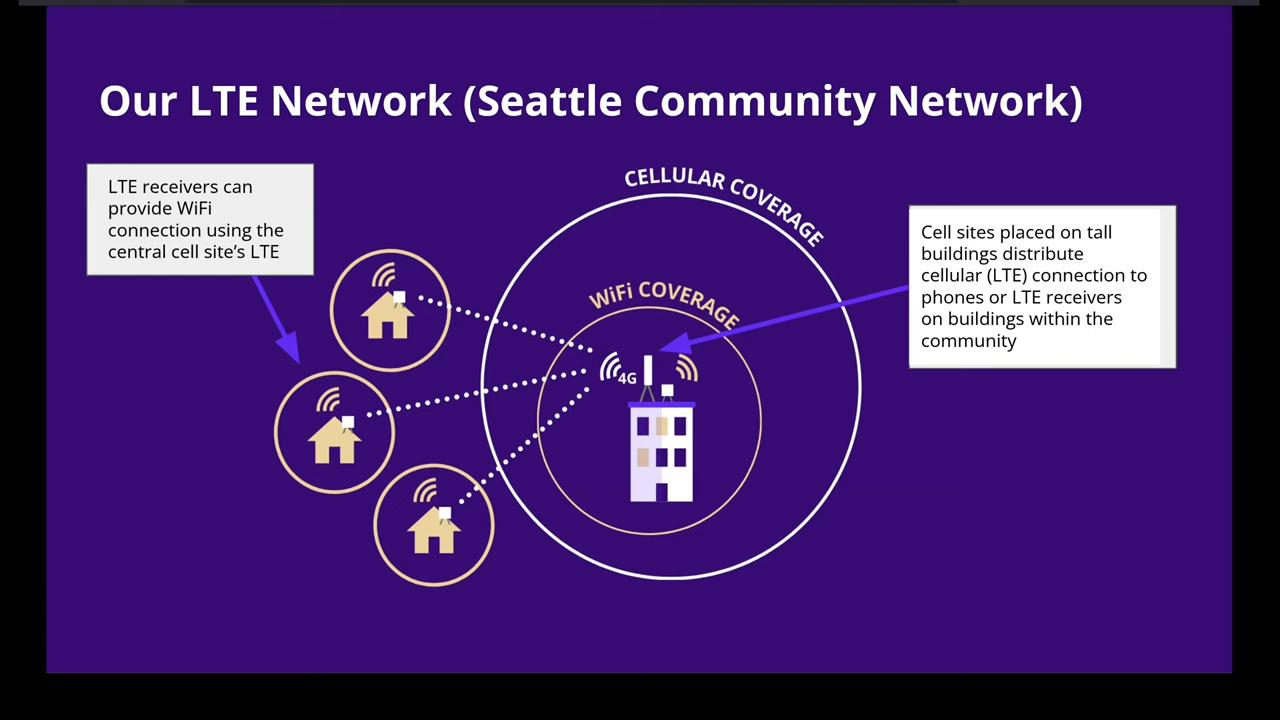 Our LTE Network (Seattle Community Network)
LTE receivers can
provide WiFi
connection using the
central cell site’s LTE
CELLULAR COVERAGE
WiFi COVERAGE
4G
Cell sites placed on tall
buildings distribute
cellular (LTE) connection to
phones or LTE receivers
on buildings within the
community